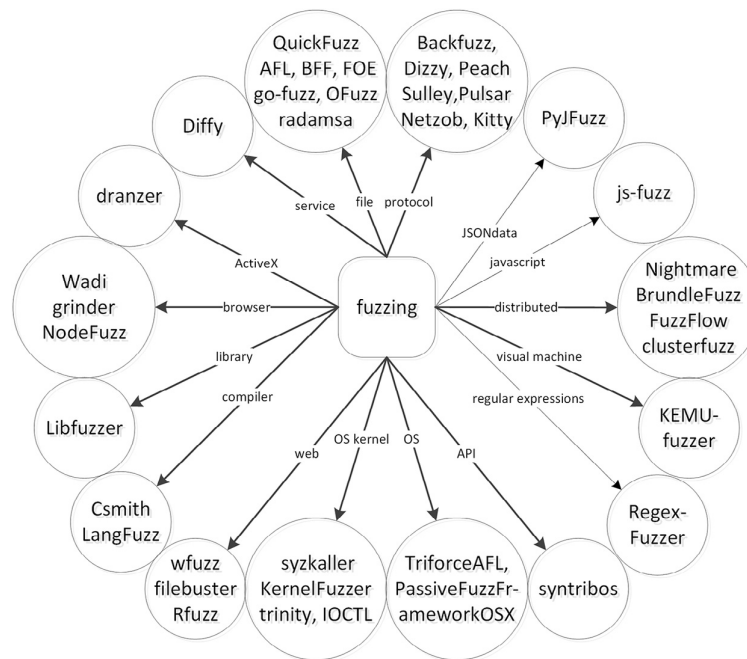 QuickFuzz
AFL, BFF, FOE
go-fuzz, OFuzz
radamsa
Backfuzz,
Dizzy, Peach
Sulley,Pulsar
Netzob, Kitty
PyJFuzz
Diffy
js-fuzz
dranzer
service
file
protocol
JSONdata
javascript
ActiveX
Wadi
grinder
NodeFuzz
browser
fuzzing
distributed
Nightmare
BrundleFuzz
FuzzFlow
clusterfuzz
library
visual machine
compiler
regular expressions
Libfuzzer
KEMU-
fuzzer
web
OS kernel
OS
API
Csmith
LangFuzz
Regex-
Fuzzer
wfuzz
filebuster
Rfuzz
syzkaller
KernelFuzzer
trinity, IOCTL
TriforceAFL,
PassiveFuzzFr-
ameworkOSX
syntribos